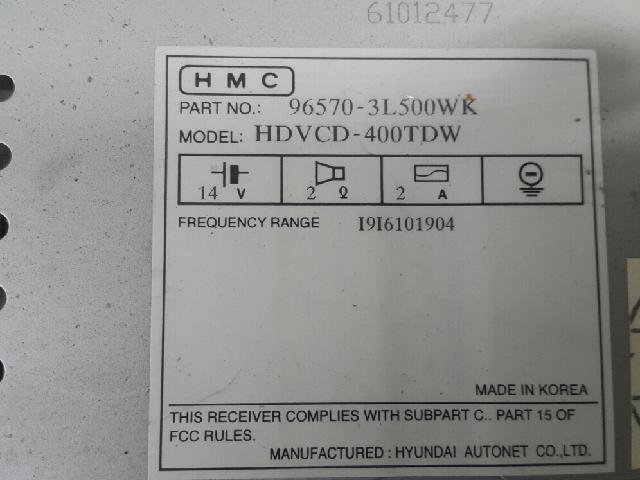 61012477
HMC
PART NO.: 96570-3L500WK
MODEL: HDVCD-400TDW
14 V 2 Ω 2 A
FREQUENCY RANGE I9I6101904
MADE IN KOREA
THIS RECEIVER COMPLIES WITH SUBPART C.. PART 15 OF
FCC RULES.
MANUFACTURED : HYUNDAI AUTONET CO.,LTD.